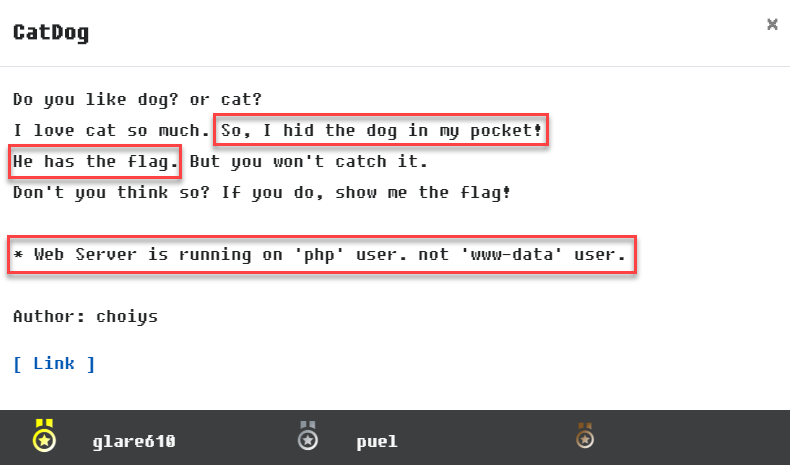 CatDog
×
Do you like dog? or cat?
I love cat so much. So, I hid the dog in my pocket!
He has the flag. But you won't catch it.
Don't you think so? If you do, show me the flag!
* Web Server is running on 'php' user. not 'www-data' user.
Author: choiys
[ Link ]
glare610 puel